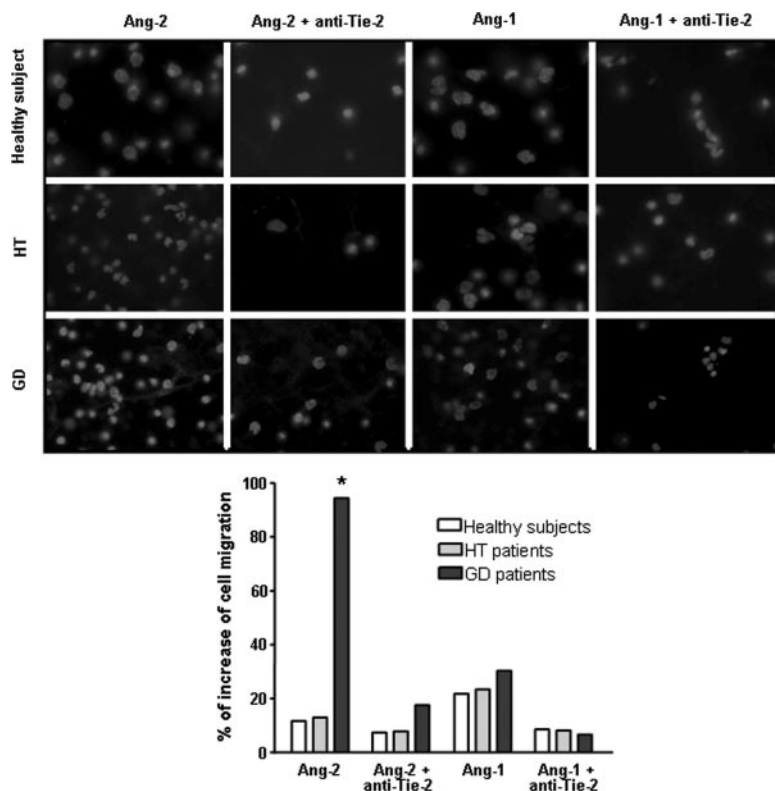 Ang-2 Ang-2 + anti-Tie-2 Ang-1 Ang-1 + anti-Tie-2
Healthy subject
HT
GD
% of increase of cell migration
100
80
60
40
20
0
*
Healthy subjects
HT patients
GD patients
Ang-2 Ang-2 + Ang-1 Ang-1 +
anti-Tie-2 anti-Tie-2